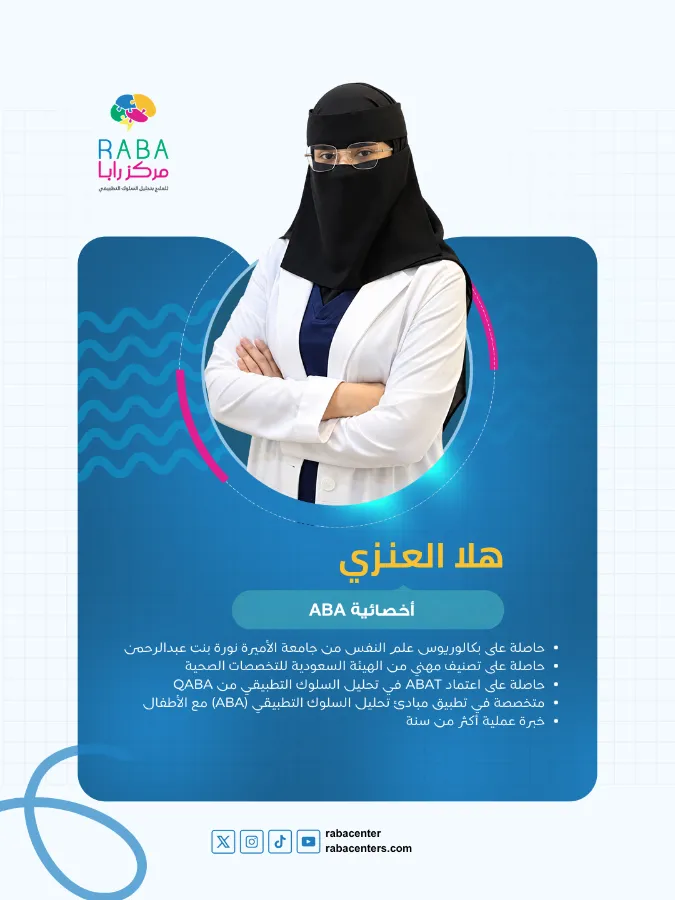 RABA
مركز رابا
للعلاج بتحليل السلوك التطبيقي
هلا العنزي
أخصائية ABA
حاصلة على بكالوريوس علم النفس من جامعة الأميرة نورة بنت عبدالرحمن
حاصلة على تصنيف مهني من الهيئة السعودية للتخصصات الصحية
حاصلة على اعتماد ABAT في تحليل السلوك التطبيقي من QABA
متخصصة في تطبيق مبادئ تحليل السلوك التطبيقي (ABA) مع الأطفال
خبرة عملية أكثر من سنة
rabacenter
rabacenters.com